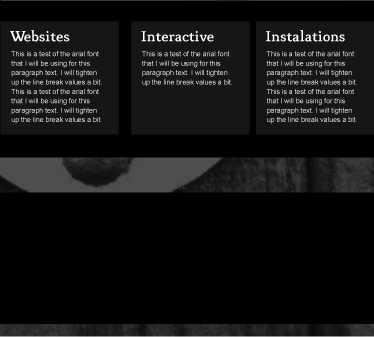 Websites
This is a test of the arial font
that I will be using for this
paragraph text. I will tighten
up the line break values a bit.
This is a test of the arial font
that I will be using for this
paragraph text. I will tighten
up the line break values a bit.
Interactive
This is a test of the arial font
that I will be using for this
paragraph text. I will tighten
up the line break values a bit.
Instalations
This is a test of the arial font
that I will be using for this
paragraph text. I will tighten
up the line break values a bit.
This is a test of the arial font
that I will be using for this
paragraph text. I will tighten
up the line break values a bit.